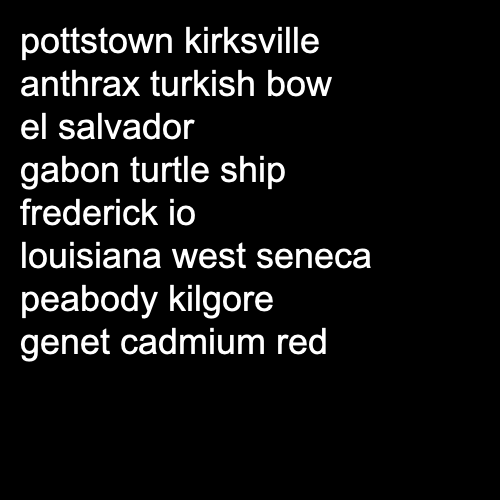 pottstown kirksville
anthrax turkish bow
el salvador
gabon turtle ship
frederick io
louisiana west seneca
peabody kilgore
genet cadmium red